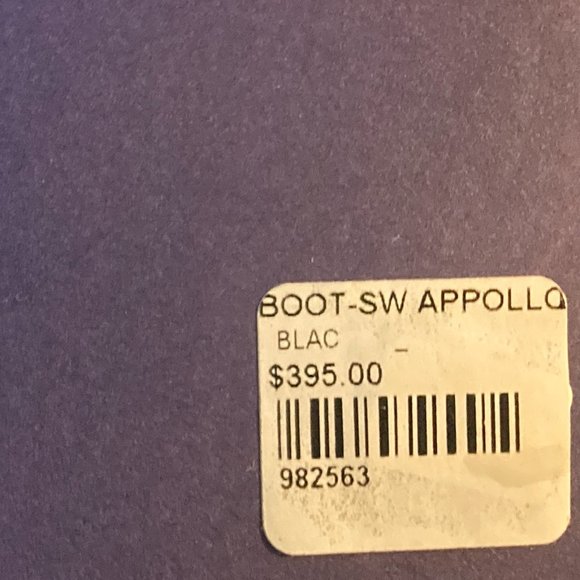 BOOT-SW APPOLLO
BLAC _
$395.00
982563